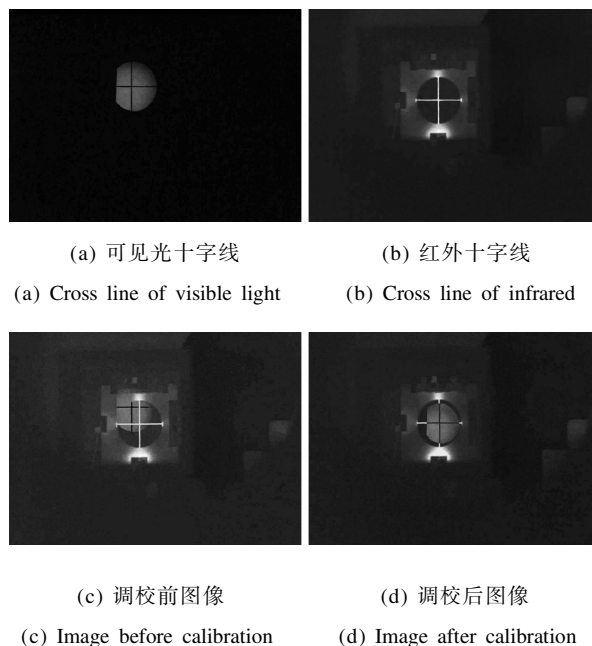 (a) 可见光十字线
(b) 红外十字线
(a) Cross line of visible light
(b) Cross line of infrared
(c) 调校前图像
(d) 调校后图像
(c) Image before calibration
(d) Image after calibration